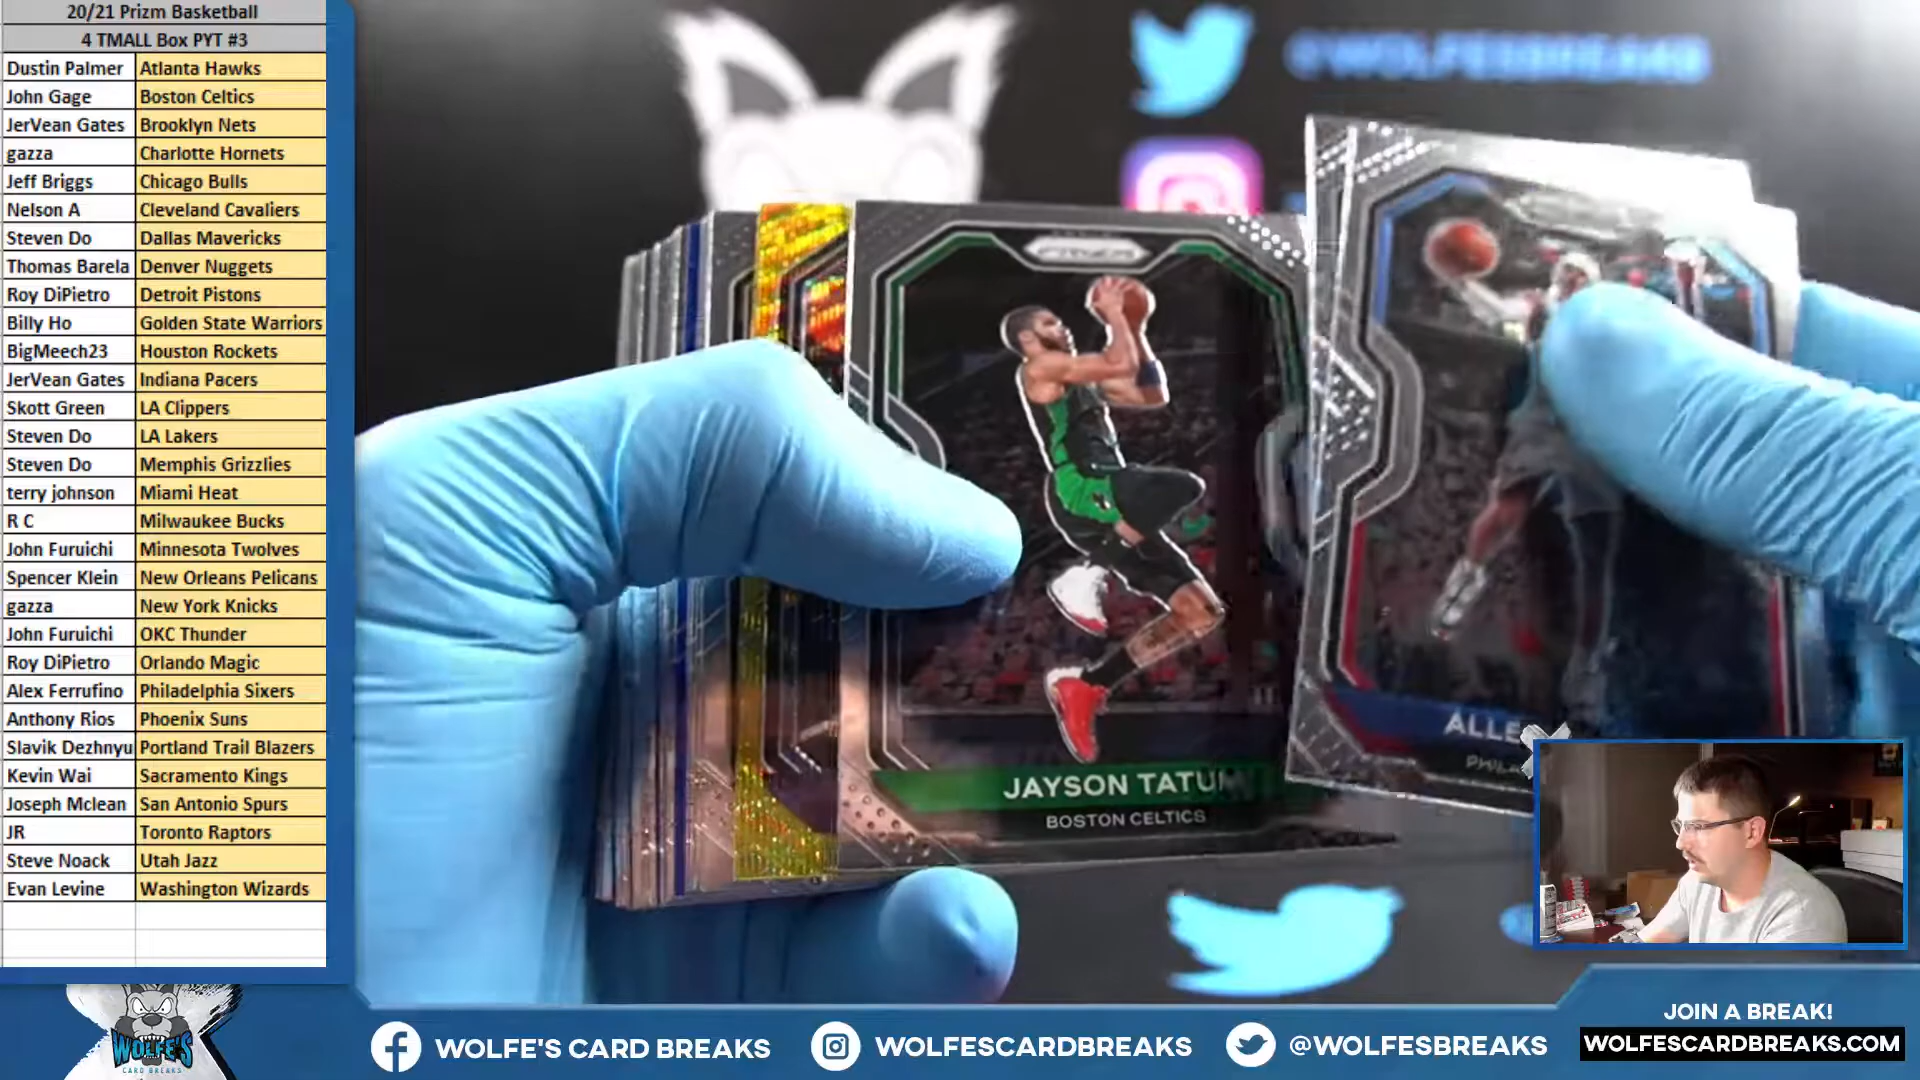 20/21 Prizm Basketball
4 TMALL Box PYT #3
Dustin Palmer Atlanta Hawks
John Gage Boston Celtics
JerVean Gates Brooklyn Nets
gazza Charlotte Hornets
Jeff Briggs Chicago Bulls
Nelson A Cleveland Cavaliers
Steven Do Dallas Mavericks
Thomas Barela Denver Nuggets
Roy DiPietro Detroit Pistons
Billy Ho Golden State Warriors
BigMeech23 Houston Rockets
JerVean Gates Indiana Pacers
Skott Green LA Clippers
Steven Do LA Lakers
Steven Do Memphis Grizzlies
terry johnson Miami Heat
R C Milwaukee Bucks
John Furuichi Minnesota Twolves
Spencer Klein New Orleans Pelicans
gazza New York Knicks
John Furuichi OKC Thunder
Roy DiPietro Orlando Magic
Alex Ferrufino Philadelphia Sixers
Anthony Rios Phoenix Suns
Slavik Dezhnyu Portland Trail Blazers
Kevin Wai Sacramento Kings
Joseph Mclean San Antonio Spurs
JR Toronto Raptors
Steve Noack Utah Jazz
Evan Levine Washington Wizards
@WOLFESBREAKS
PRIZM
JAYSON TATUM
BOSTON CELTICS
ALLE
PHIL
WOLFE'S
CARD BREAKS
WOLFE'S CARD BREAKS
WOLFESCARDBREAKS
@WOLFESBREAKS
JOIN A BREAK!
WOLFESCARDBREAKS.COM